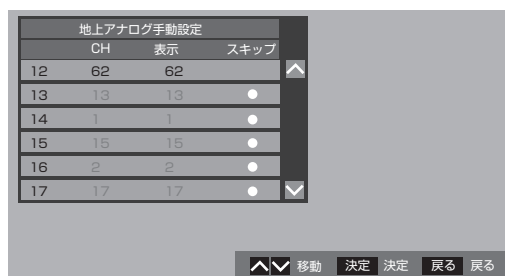 地上アナログ手動設定
CH 表示 スキップ
12 62 62
13 13 13 ●
14 1 1 ●
15 15 15 ●
16 2 2 ●
17 17 17 ●
移動 決定 決定 戻る 戻る